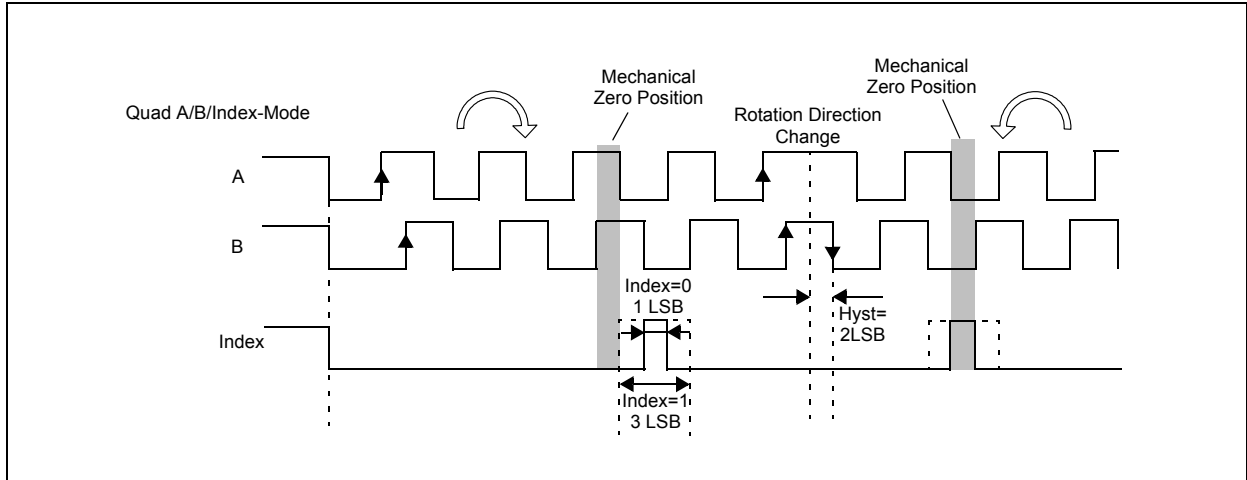 Mechanical
Zero Position
Mechanical
Zero Position
Quad A/B/Index-Mode
Rotation Direction
Change
A
B
Index=0
1 LSB
Hyst=
2LSB
Index
Index=1
3 LSB